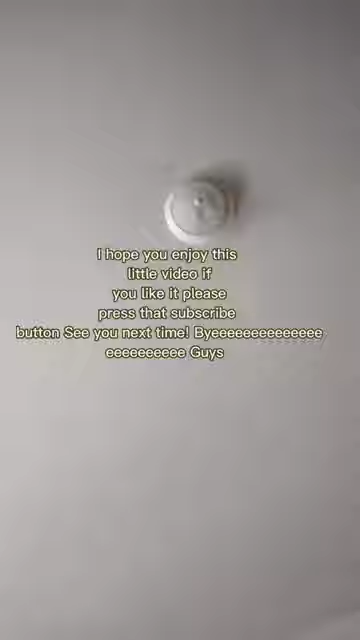 I hope you enjoy this
little video if
you like it please
press that subscribe
button See you next time! Byeeeeeeeeeeeeee
eeeeeeeeee Guys